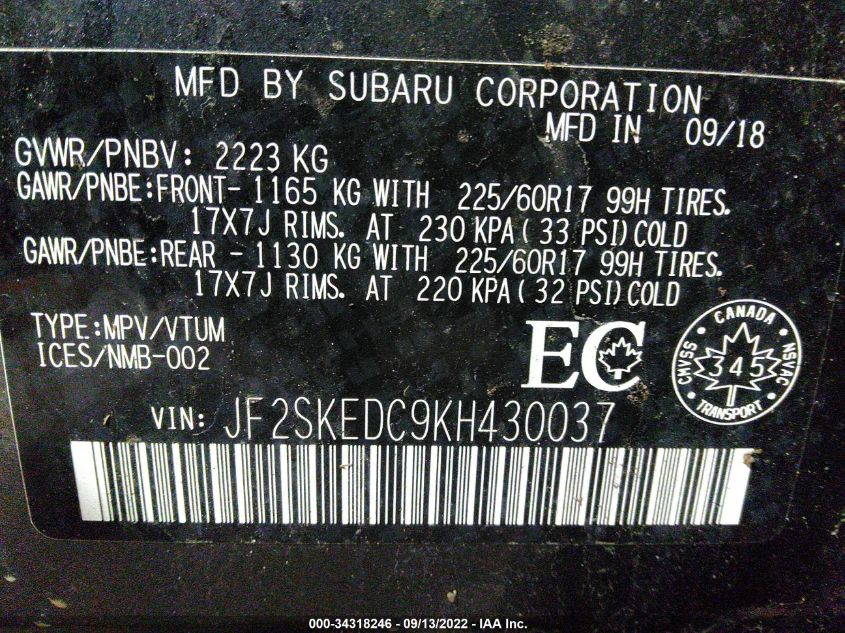 MFD BY SUBARU CORPORATION
MFD IN 09/18
GVWR/PNBV: 2223 KG
GAWR/PNBE:FRONT- 1165 KG WITH 225/60R17 99H TIRES.
17X7J RIMS. AT 230 KPA( 33 PSI)COLD
GAWR/PNBE:REAR - 1130 KG WITH 225/60R17 99H TIRES.
17X7J RIMS. AT 220 KPA( 32 PSI)COLD
TYPE:MPV/VTUM
ICES/NMB-002
EC
CANADA
CMVSS 345 NSVAC
TRANSPORT
VIN: JF2SKEDC9KH430037
000-34318246 - 09/13/2022 - IAA Inc.